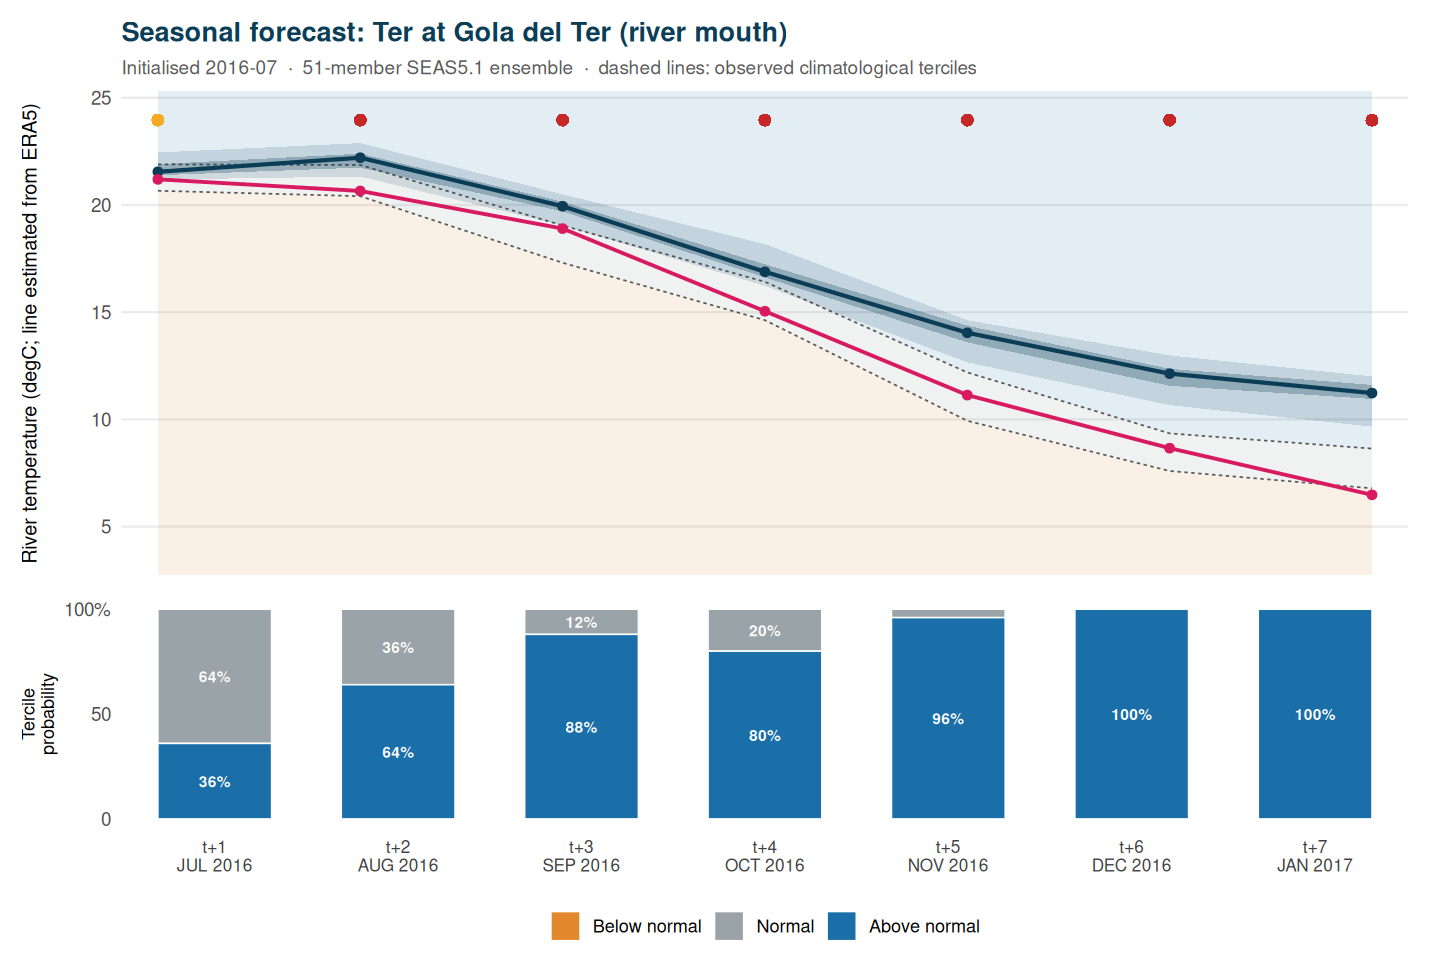 Seasonal forecast: Ter at Gola del Ter (river mouth)
Initialised 2016-07 · 51-member SEAS5.1 ensemble · dashed lines: observed climatological terciles
River temperature (degC; line estimated from ERA5)
25
20
15
10
5
Tercile
probability
100%
50
0
64%
36%
36%
64%
12%
88%
20%
80%
96%
100%
100%
t+1
JUL 2016
t+2
AUG 2016
t+3
SEP 2016
t+4
OCT 2016
t+5
NOV 2016
t+6
DEC 2016
t+7
JAN 2017
Below normal
Normal
Above normal